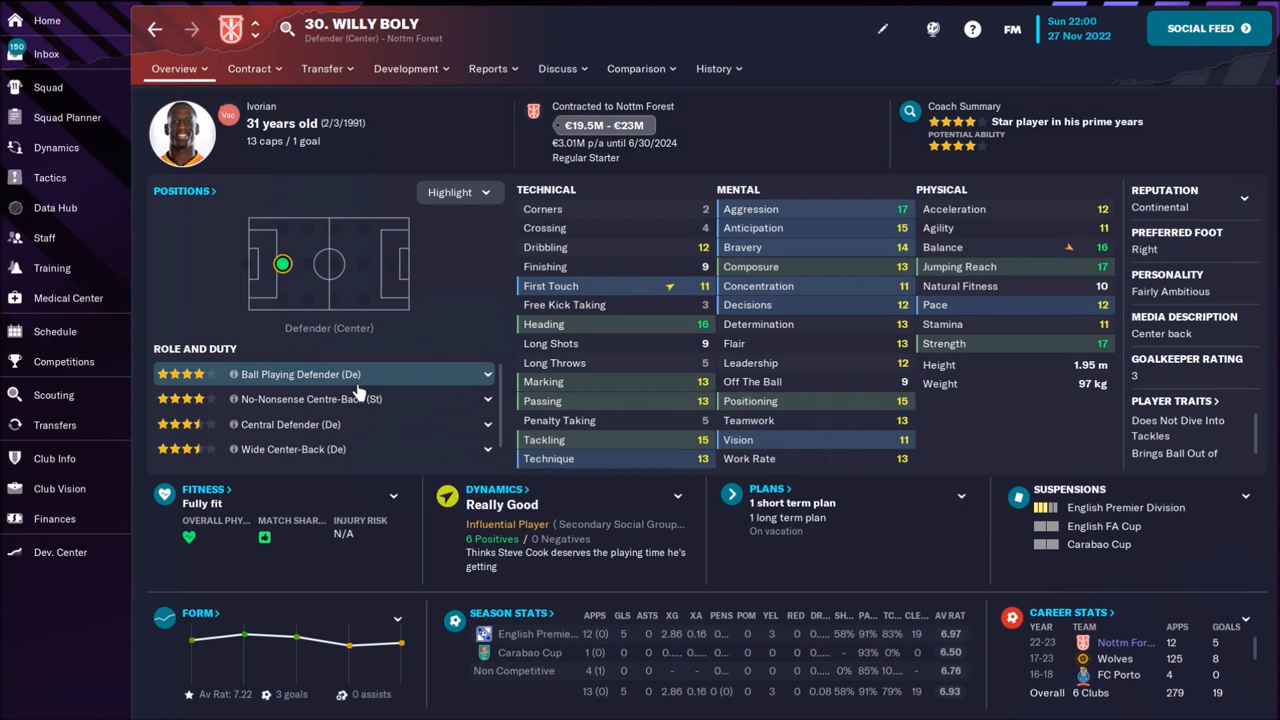 Home
150
Inbox
Squad
Squad Planner
Dynamics
Tactics
Data Hub
Staff
Training
Medical Center
Schedule
Competitions
Scouting
Transfers
Club Info
Club Vision
Finances
Dev. Center
30. WILLY BOLY
Defender (Center) - Nottm Forest
FM
Sun 22:00
27 Nov 2022
SOCIAL FEED
Overview
Contract
Transfer
Development
Reports
Discuss
Comparison
History
Vac
Ivorian
31 years old (2/3/1991)
13 caps / 1 goal
Contracted to Nottm Forest
€19.5M - €23M
€3.01M p/a until 6/30/2024
Regular Starter
Coach Summary
Star player in his prime years
POTENTIAL ABILITY
POSITIONS >
Highlight
Defender (Center)
ROLE AND DUTY
Ball Playing Defender (De)
No-Nonsense Centre-Back (St)
Central Defender (De)
Wide Center-Back (De)
TECHNICAL
Corners 2
Crossing 4
Dribbling 12
Finishing 9
First Touch 11
Free Kick Taking 3
Heading 16
Long Shots 9
Long Throws 5
Marking 13
Passing 13
Penalty Taking 5
Tackling 15
Technique 13
MENTAL
Aggression 17
Anticipation 15
Bravery 14
Composure 13
Concentration 11
Decisions 12
Determination 13
Flair 13
Leadership 12
Off The Ball 9
Positioning 15
Teamwork 13
Vision 11
Work Rate 13
PHYSICAL
Acceleration 12
Agility 11
Balance 16
Jumping Reach 17
Natural Fitness 10
Pace 12
Stamina 11
Strength 17
Height 1.95 m
Weight 97 kg
REPUTATION
Continental
PREFERRED FOOT
Right
PERSONALITY
Fairly Ambitious
MEDIA DESCRIPTION
Center back
GOALKEEPER RATING
3
PLAYER TRAITS >
Does Not Dive Into
Tackles
Brings Ball Out of
FITNESS >
Fully fit
OVERALL PHY... MATCH SHAR... INJURY RISK
N/A
DYNAMICS >
Really Good
Influential Player ( Secondary Social Group...
6 Positives / 0 Negatives
Thinks Steve Cook deserves the playing time he's
getting
PLANS >
1 short term plan
1 long term plan
On vacation
SUSPENSIONS
English Premier Division
English FA Cup
Carabao Cup
FORM >
Av Rat: 7.22 3 goals 0 assists
SEASON STATS > APPS GLS ASTS XG XA PENS POM YEL RED DR... SH... PA... TC... CLE... AV RAT
English Premie... 12 (0) 5 0 2.86 0.16 0 0 3 0 0.... 58% 91% 83% 19 6.97
Carabao Cup 1 (0) 0 0 0.... 0.... 0 0 0 0 0.... - 93% 0% 0 6.50
Non Competitive 4 (1) 0 0 - - 0 0 0 0 0.... 0% 85% 10... - 6.76
13 (0) 5 0 2.86 0.16 0 (0) 0 3 0 0.08 58% 91% 79% 19 6.93
CAREER STATS >
YEAR TEAM APPS GOALS
22-23 Nottm For... 12 5
17-23 Wolves 125 8
16-18 FC Porto 4 0
Overall 6 Clubs 279 19